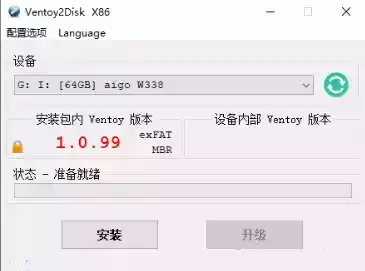 Ventoy2Disk X86
配置选项 Language
设备
G: I: [64GB] aigo W338
安装包内 Ventoy 版本
设备内部 Ventoy 版本
1.0.99
exFAT
MBR
状态 - 准备就绪
安装
升级